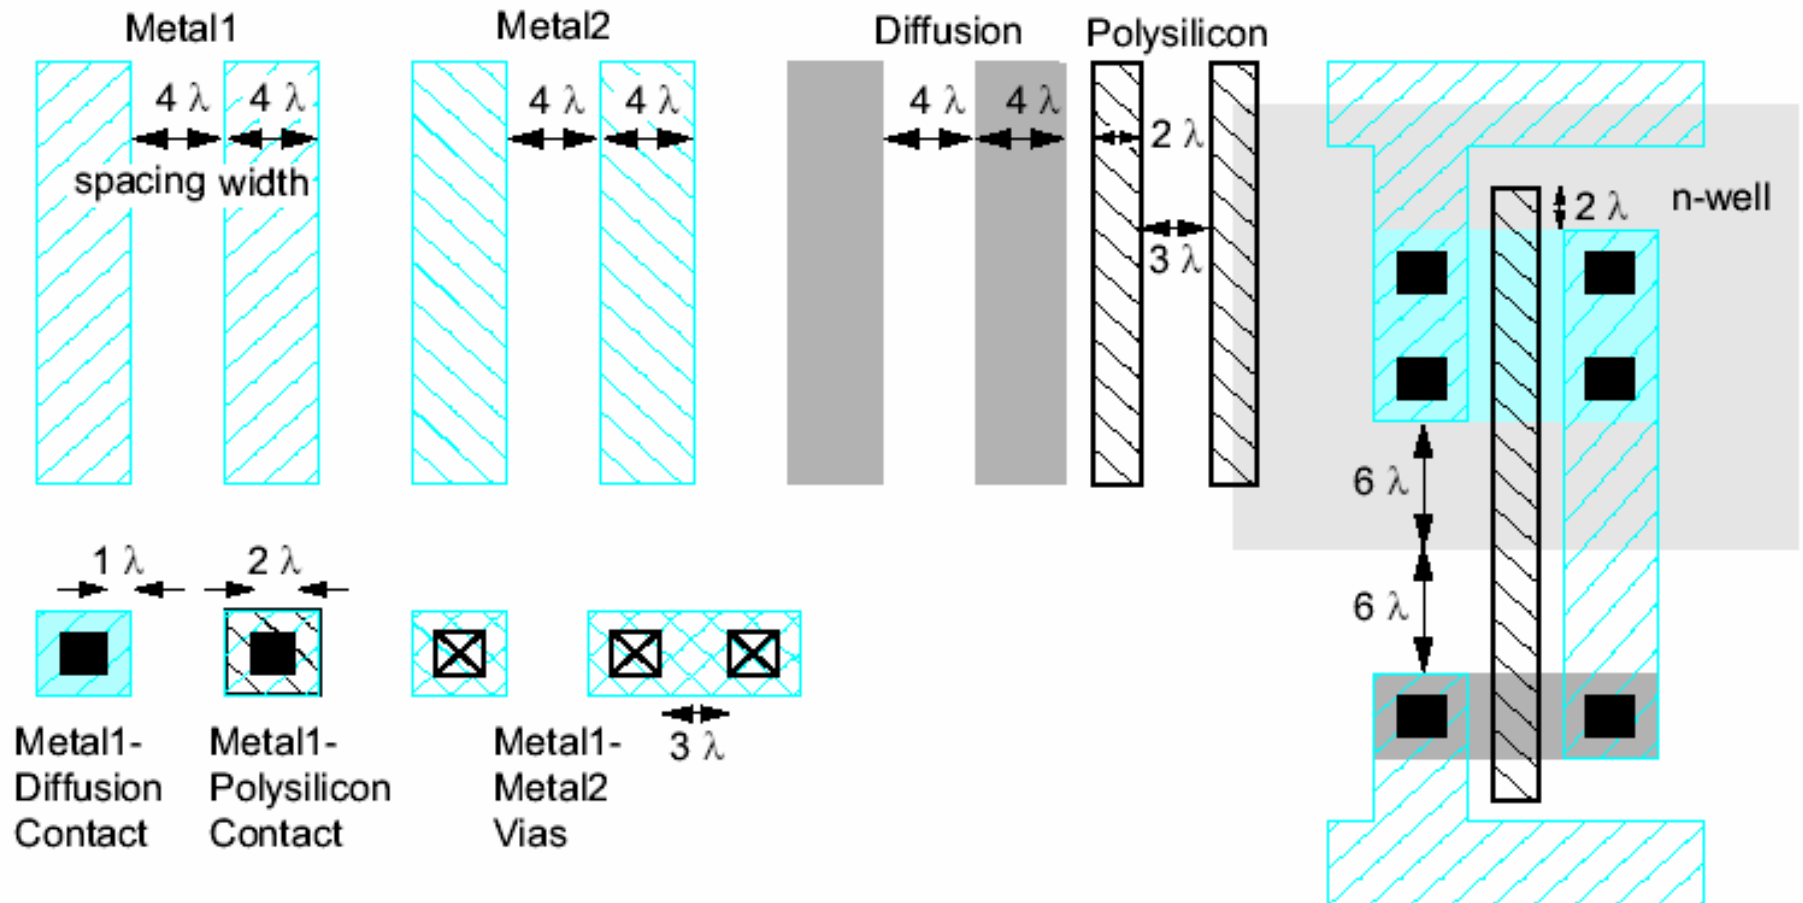 Metal1
Metal2
Diffusion
Polysilicon
4 λ
4 λ
4 λ
4 λ
4 λ
4 λ
2 λ
spacing
width
3 λ
2 λ
n-well
6 λ
6 λ
1 λ
2 λ
3 λ
Metal1-
Diffusion
Contact
Metal1-
Polysilicon
Contact
Metal1-
Metal2
Vias